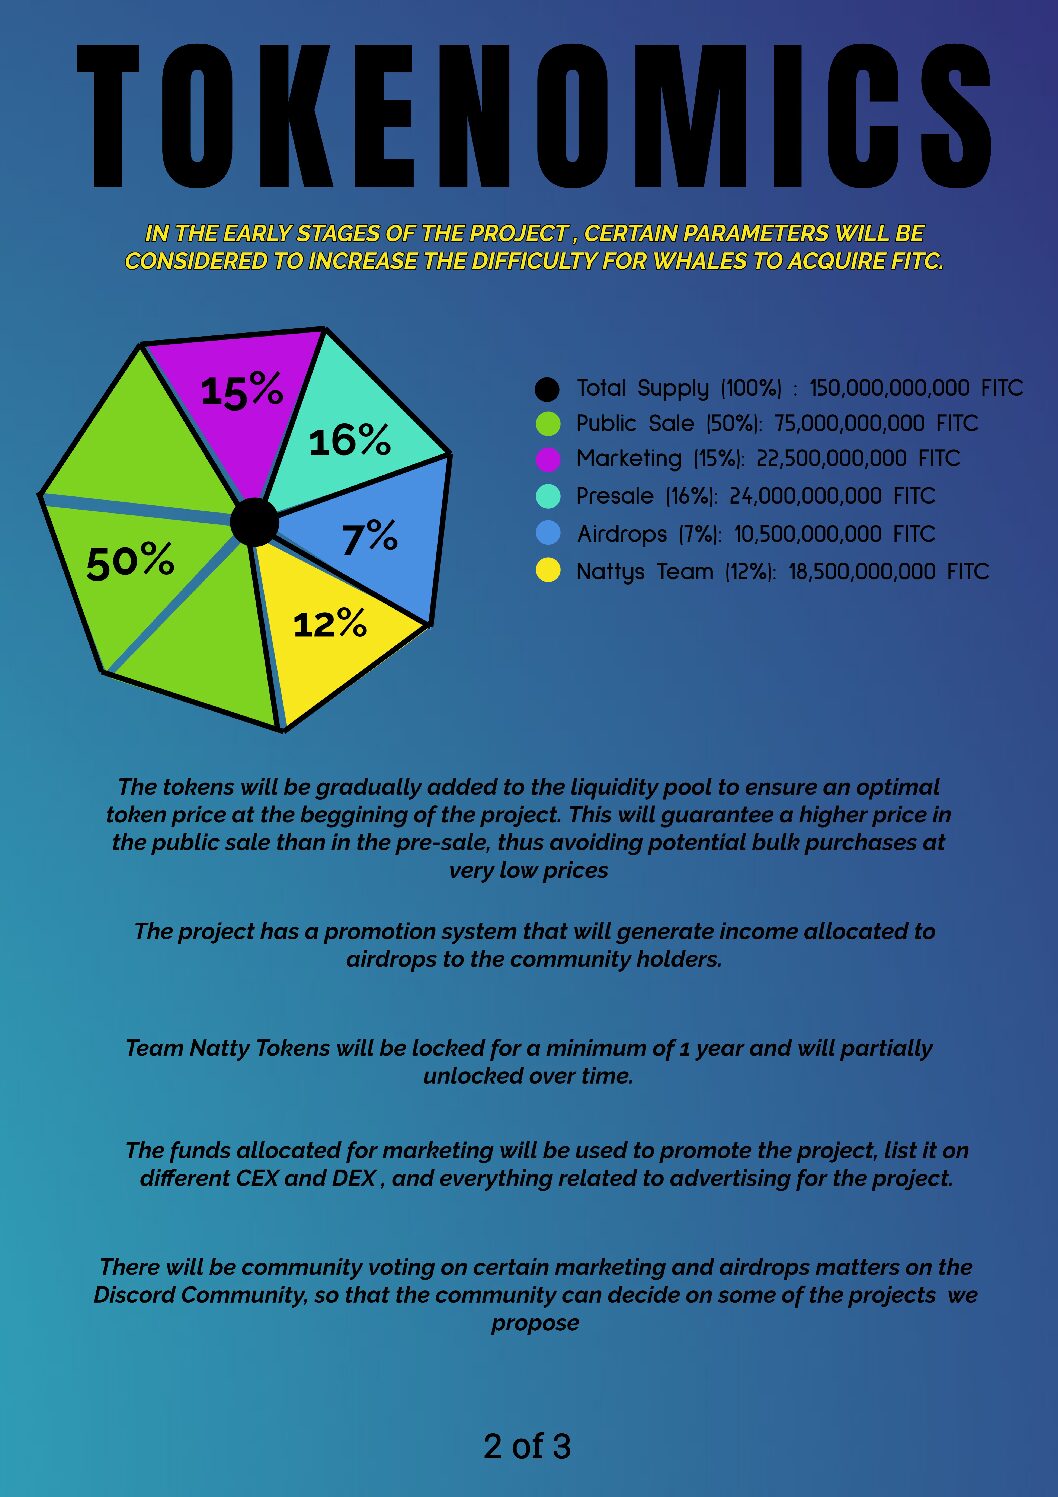 TOKENOMICS
IN THE EARLY STAGES OF THE PROJECT , CERTAIN PARAMETERS WILL BE
CONSIDERED TO INCREASE THE DIFFICULTY FOR WHALES TO ACQUIRE FITC.
15%
16%
7%
50%
12%
Total Supply (100%) : 150,000,000,000 FITC
Public Sale (50%): 75,000,000,000 FITC
Marketing (15%): 22,500,000,000 FITC
Presale (16%): 24,000,000,000 FITC
Airdrops (7%): 10,500,000,000 FITC
Nattys Team (12%): 18,500,000,000 FITC
The tokens will be gradually added to the liquidity pool to ensure an optimal
token price at the beggining of the project. This will guarantee a higher price in
the public sale than in the pre-sale, thus avoiding potential bulk purchases at
very low prices
The project has a promotion system that will generate income allocated to
airdrops to the community holders.
Team Natty Tokens will be locked for a minimum of 1 year and will partially
unlocked over time.
The funds allocated for marketing will be used to promote the project, list it on
different CEX and DEX , and everything related to advertising for the project.
There will be community voting on certain marketing and airdrops matters on the
Discord Community, so that the community can decide on some of the projects we
propose
2 of 3